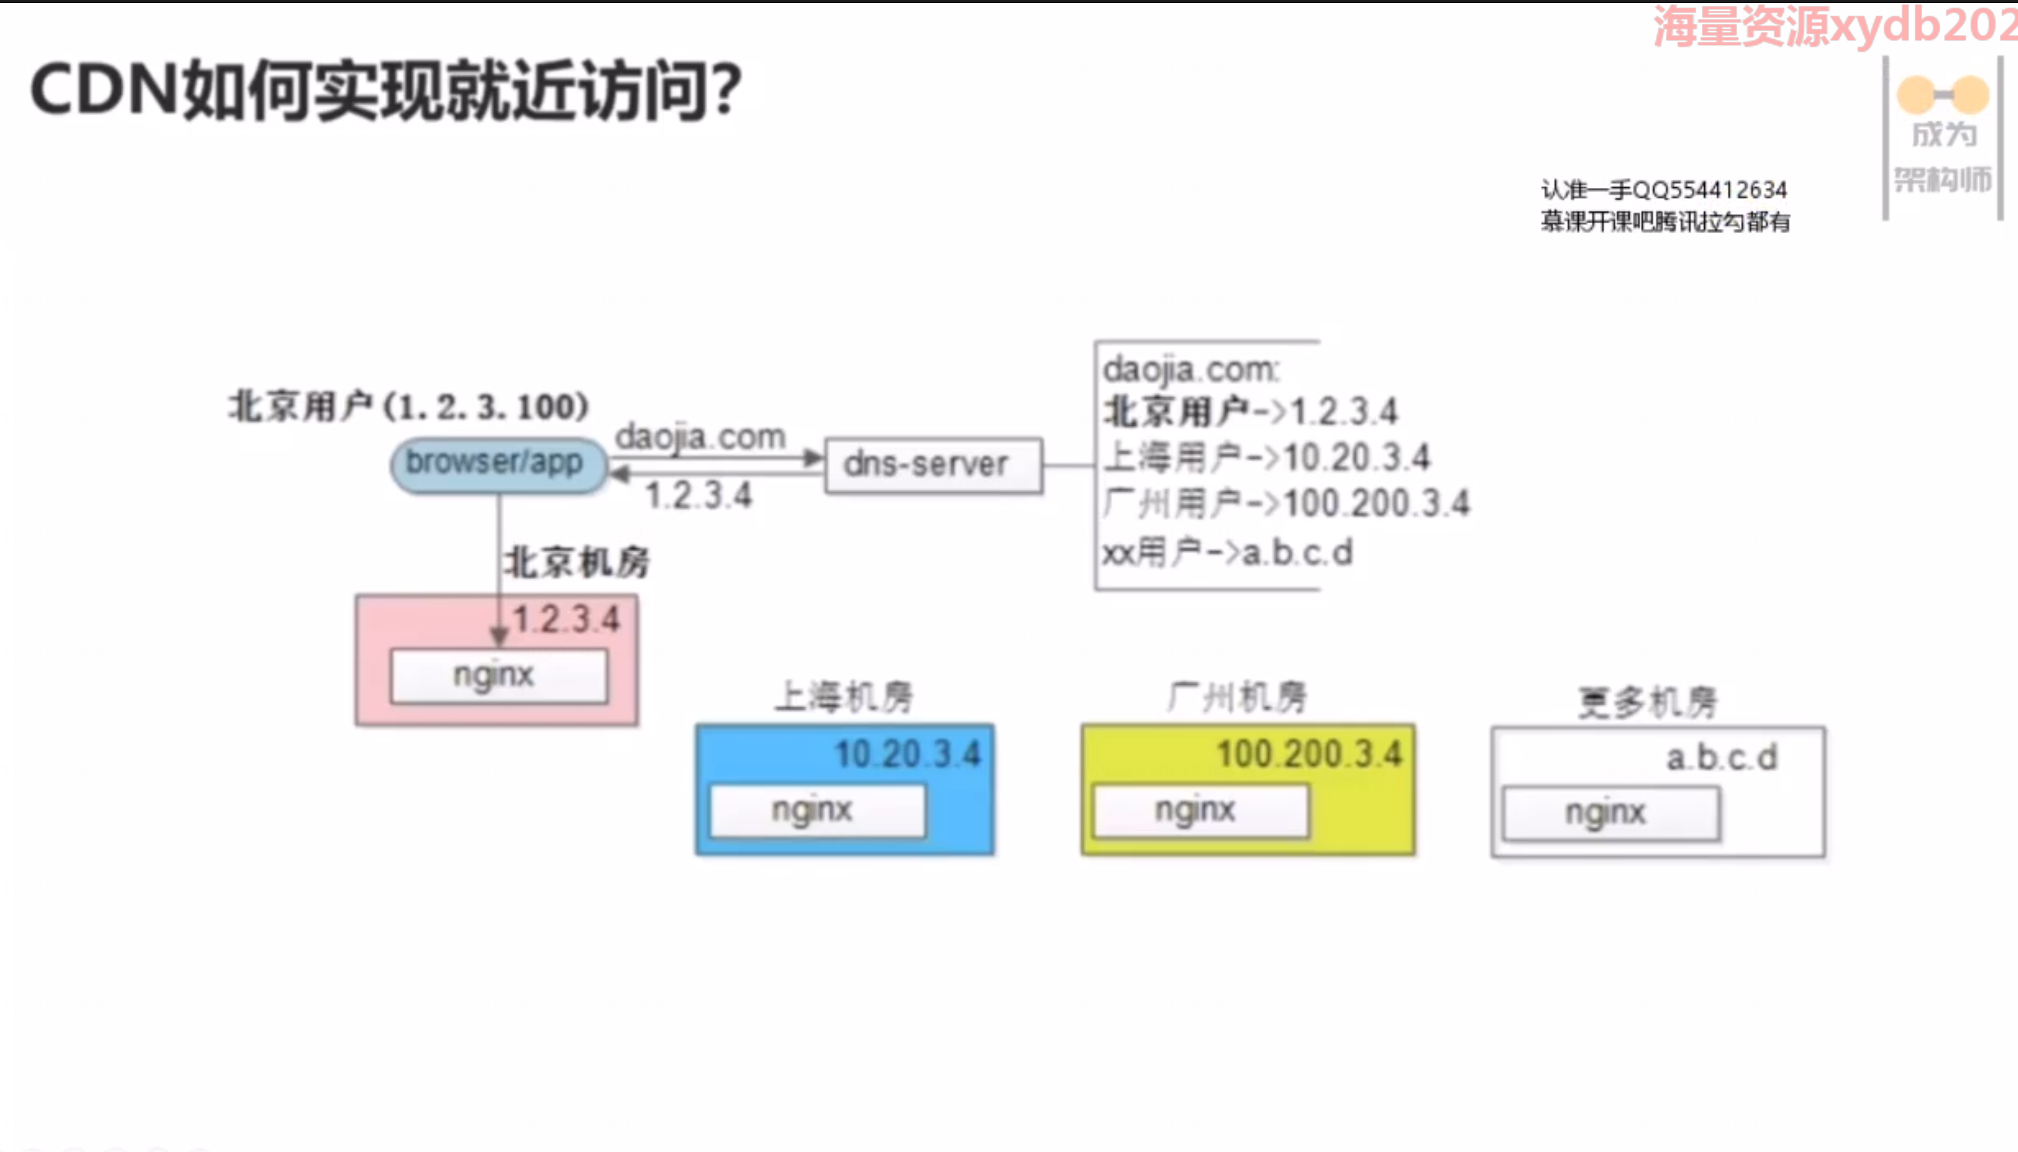 海量资源xydb202
CDN如何实现就近访问?
成为
架构师
认准一手QQ554412634
慕课开课吧腾讯拉勾都有
北京用户(1.2.3.100)
browser/app
daojia.com
1.2.3.4
dns-server
daojia.com:
北京用户->1.2.3.4
上海用户->10.20.3.4
广州用户->100.200.3.4
xx用户->a.b.c.d
北京机房
1.2.3.4
nginx
上海机房
10.20.3.4
nginx
广州机房
100.200.3.4
nginx
更多机房
a.b.c.d
nginx